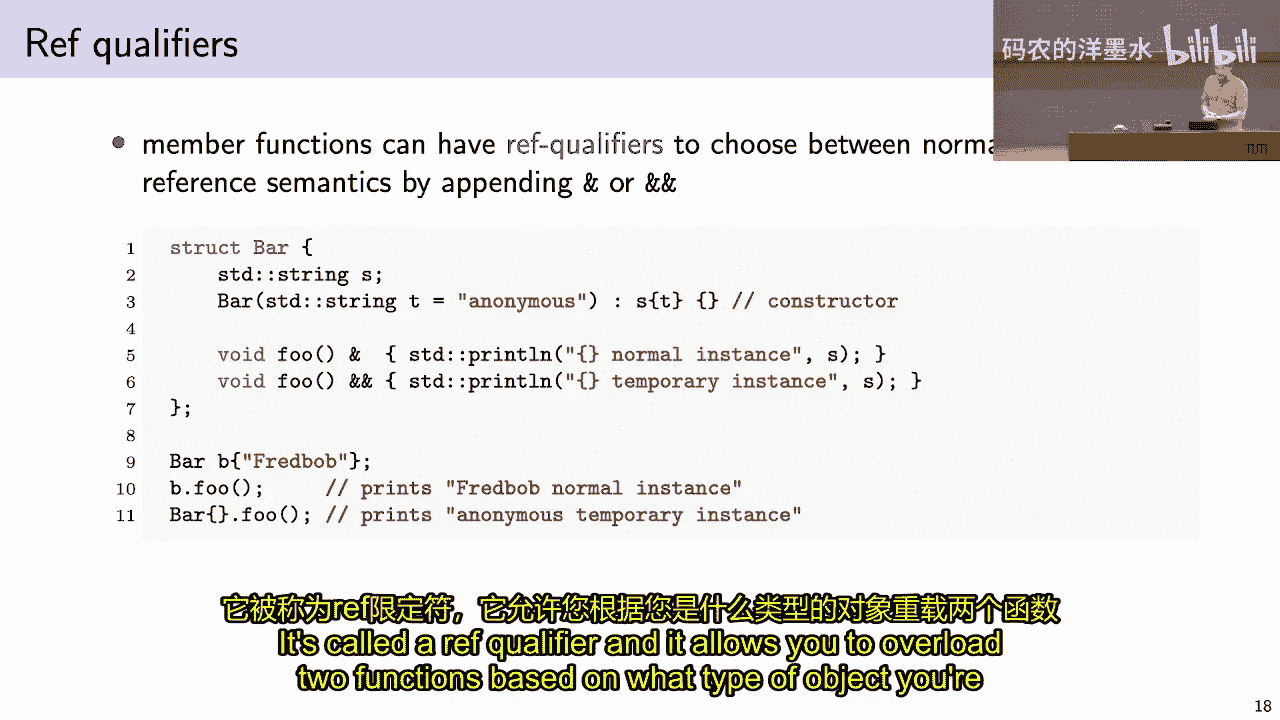 Ref qualifiers
码农的洋墨水 bilibili
• member functions can have ref-qualifiers to choose between
reference semantics by appending & or &&
1 struct Bar {
2 std::string s;
3 Bar(std::string t = "anonymous") : s{t} {} // constructor
4
5 void foo() & { std::println("{} normal instance", s); }
6 void foo() && { std::println("{} temporary instance", s); }
7 };
8
9 Bar b{"Fredbob"};
10 b.foo(); // prints "Fredbob normal instance"
11 Bar{}.foo(); // prints "anonymous temporary instance"
它被称为ref限定符，它允许您根据您是什么类型的对象重载两个函数
It's called a ref qualifier and it allows you to overload
two functions based on what type of object you're
18